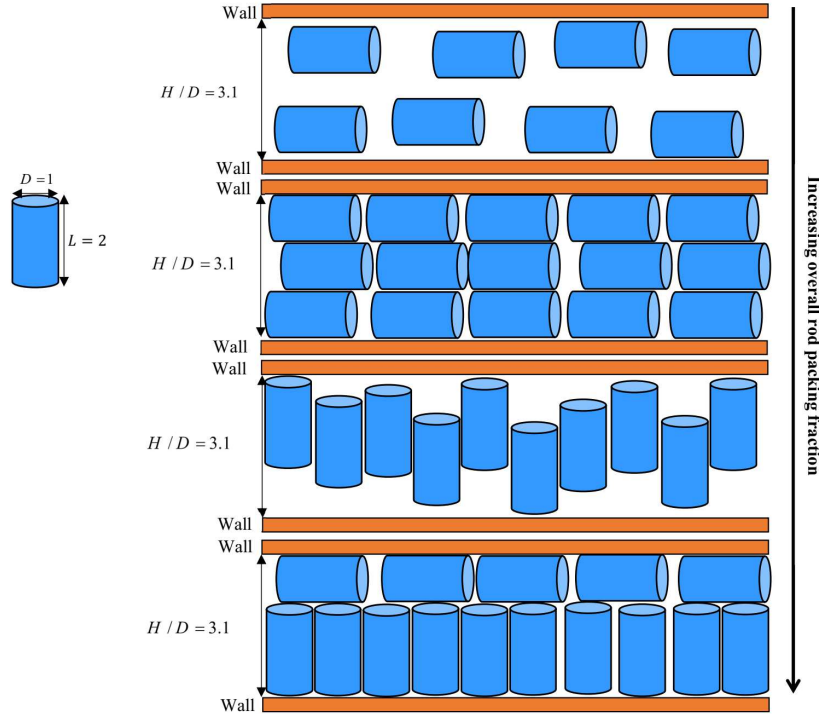 Wall
H / D = 3.1
Wall
Wall
D = 1
L = 2
H / D = 3.1
Wall
Wall
H / D = 3.1
Wall
Wall
H / D = 3.1
Wall
Increasing overall rod packing fraction